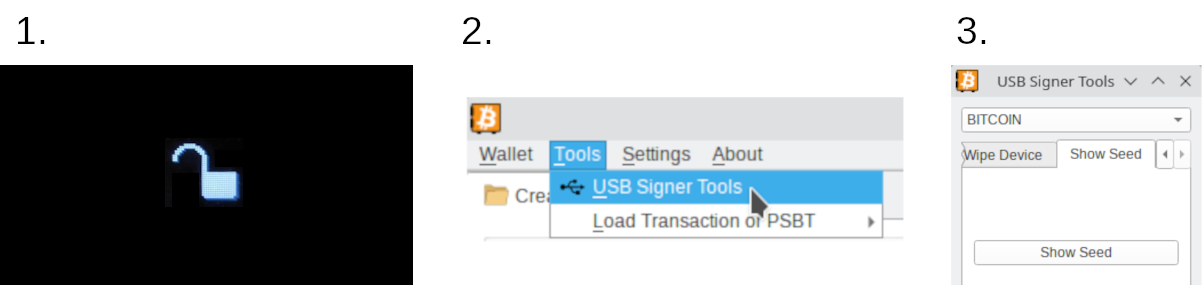 1.
2.
3.
USB Signer Tools
BITCOIN
Wallet Tools Settings About
Wipe Device Show Seed
USB Signer Tools
Load Transaction or PSBT
Show Seed